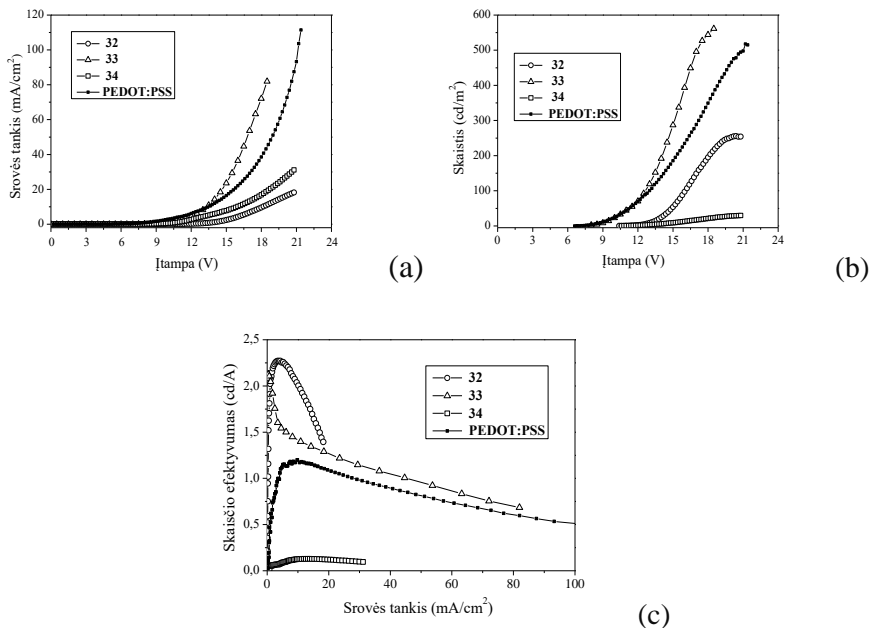 120
100
80
60
40
20
0
Srovės tankis (mA/cm²)
32
33
34
PEDOT:PSS
0 3 6 9 12 15 18 21 24
Įtampa (V)
(a)
600
500
400
300
200
100
0
Skaistis (cd/m²)
32
33
34
PEDOT:PSS
3 6 9 12 15 18 21 24
Įtampa (V)
(b)
2,5
2,0
1,5
1,0
0,5
0,0
Skaisčio efektyvumas (cd/A)
32
33
34
PEDOT:PSS
0 20 40 60 80 100
Srovės tankis (mA/cm²)
(c)